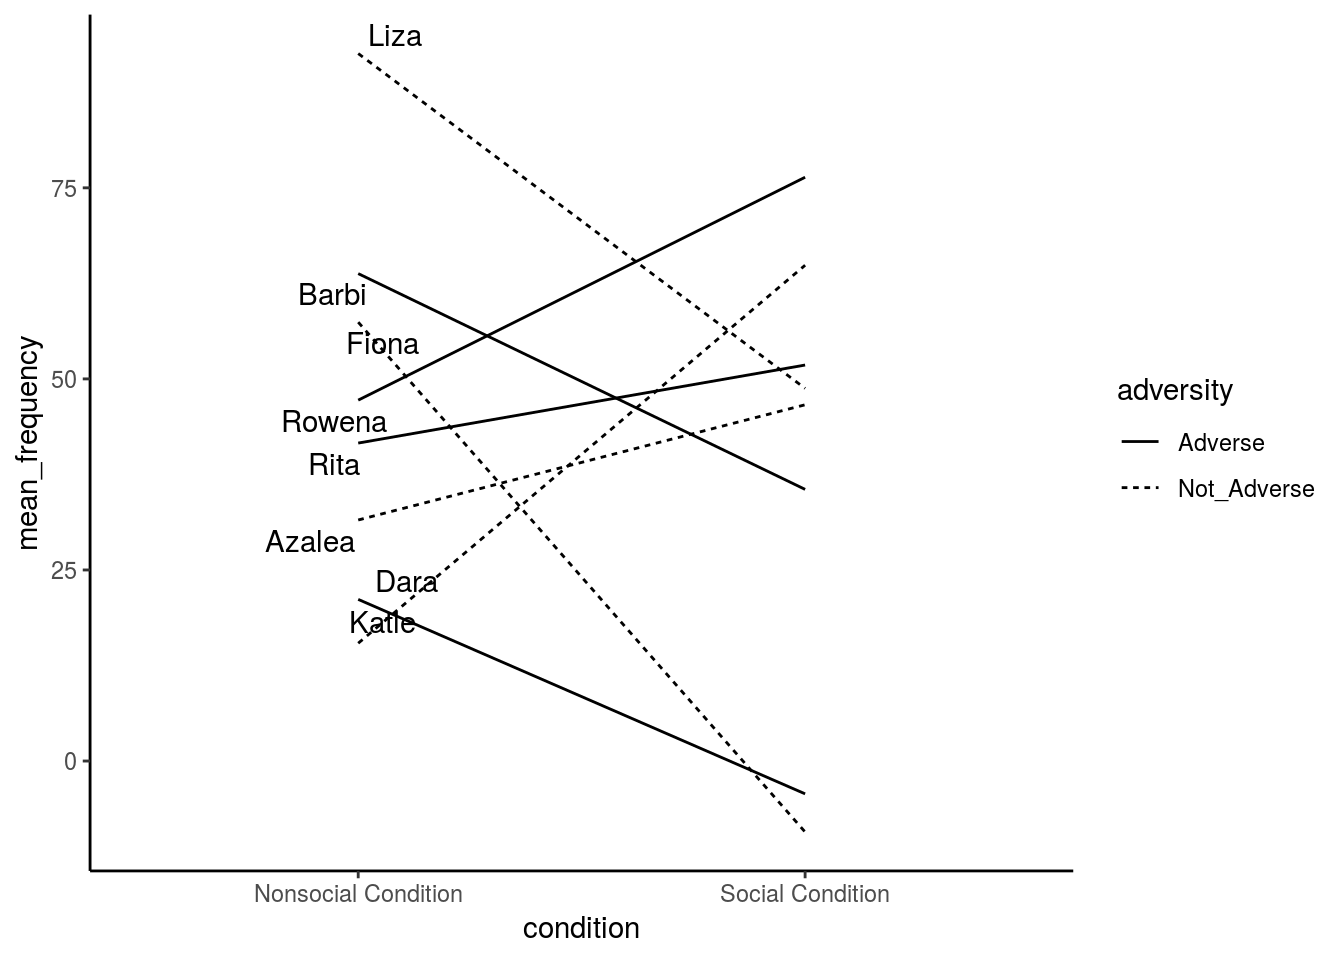 Liza
75
Barbi
Fiona
50
Rowena
Rita
Azalea
25
Dara
Katie
0
mean_frequency
Nonsocial Condition
Social Condition
condition
adversity
Adverse
Not_Adverse